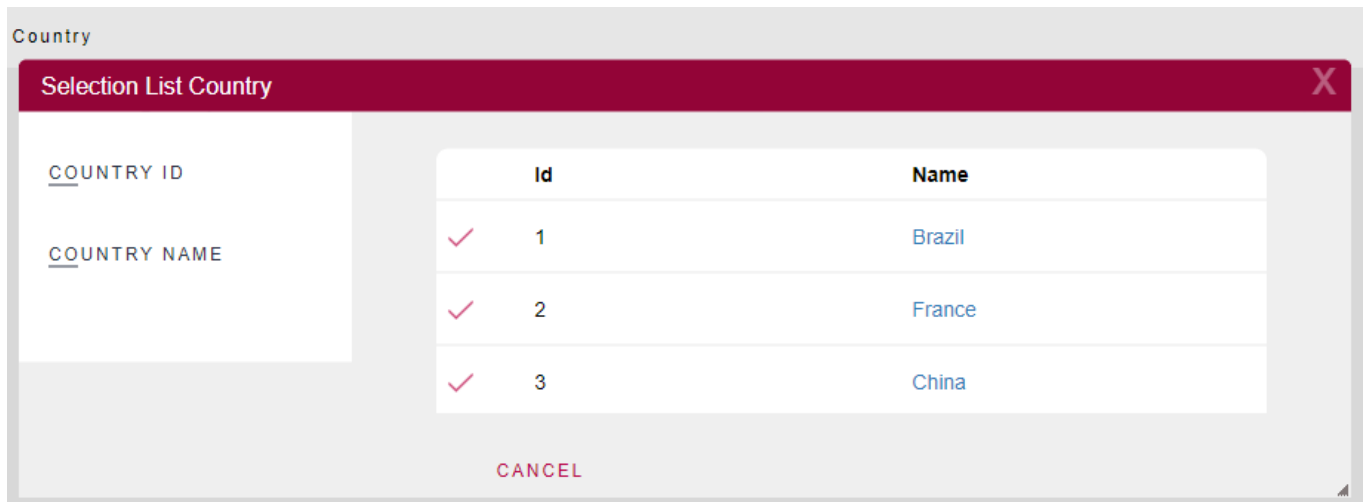 Country
Selection List Country X
COUNTRY ID
COUNTRY NAME
Id Name
1 Brazil
2 France
3 China
CANCEL